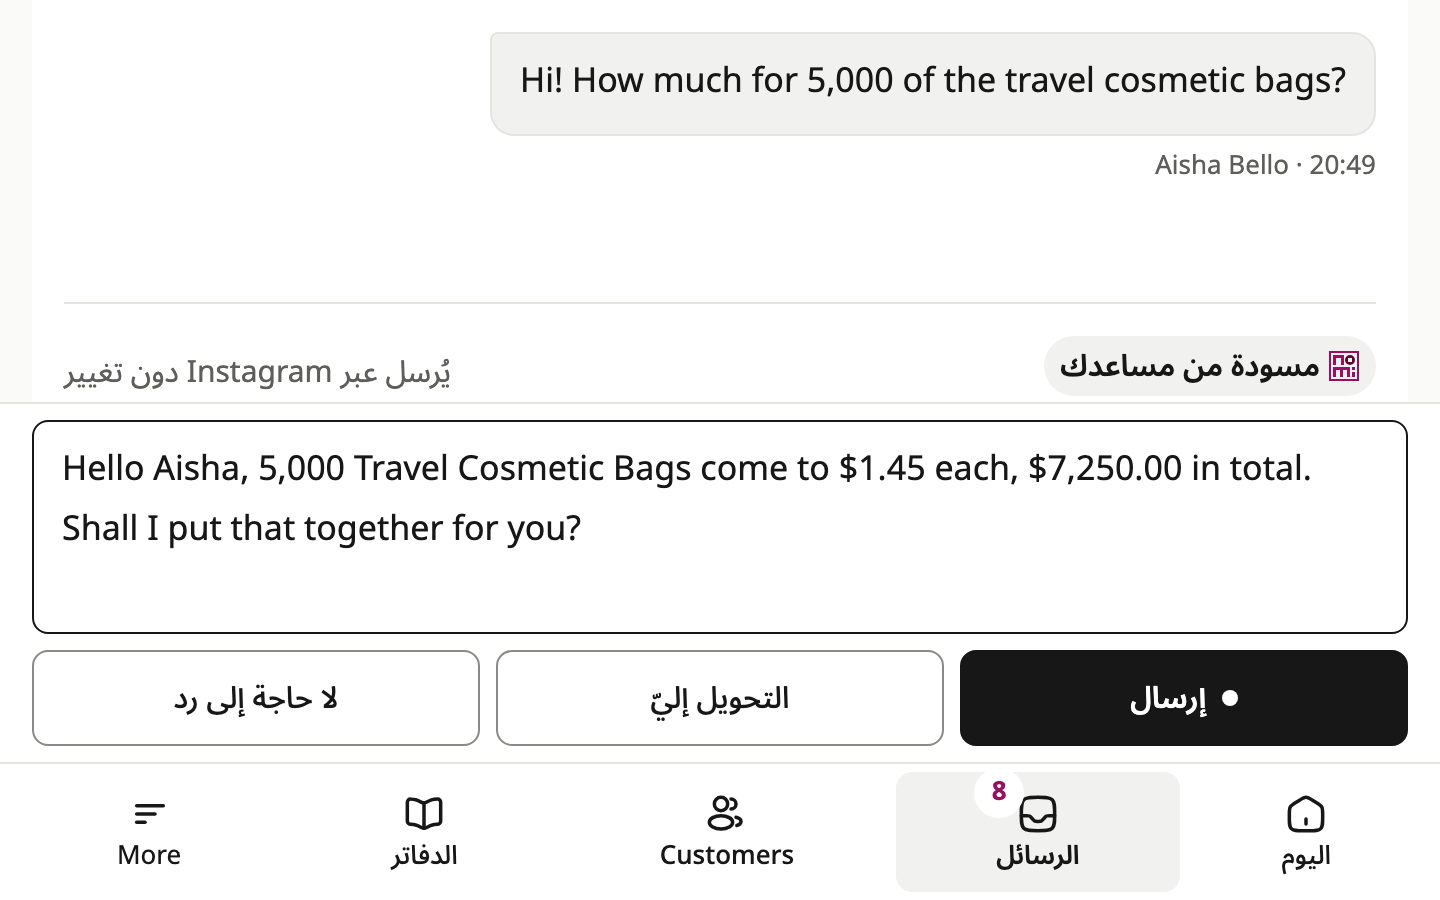 Hi! How much for 5,000 of the travel cosmetic bags?
Aisha Bello · 20:49
مسودة من مساعدك
يُرسل عبر Instagram دون تغيير
Hello Aisha, 5,000 Travel Cosmetic Bags come to $1.45 each, $7,250.00 in total.
Shall I put that together for you?
إرسال
التحويل إليّ
لا حاجة إلى رد
اليوم
8
الرسائل
Customers
الدفاتر
More